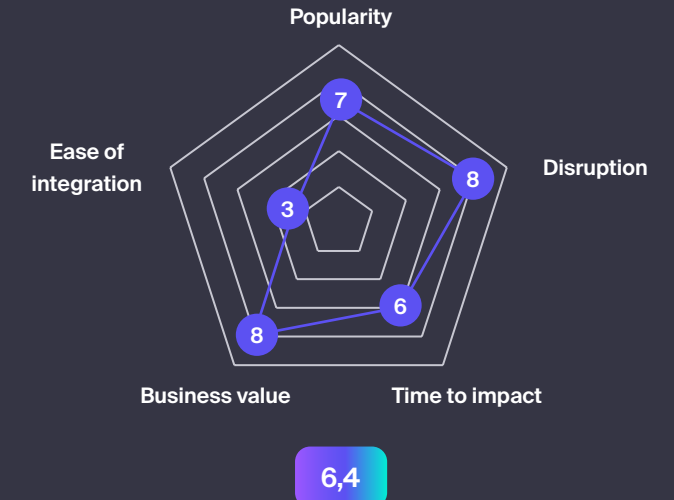 Popularity
7
Ease of
integration
Disruption
8
3
6
8
Business value
Time to impact
6,4